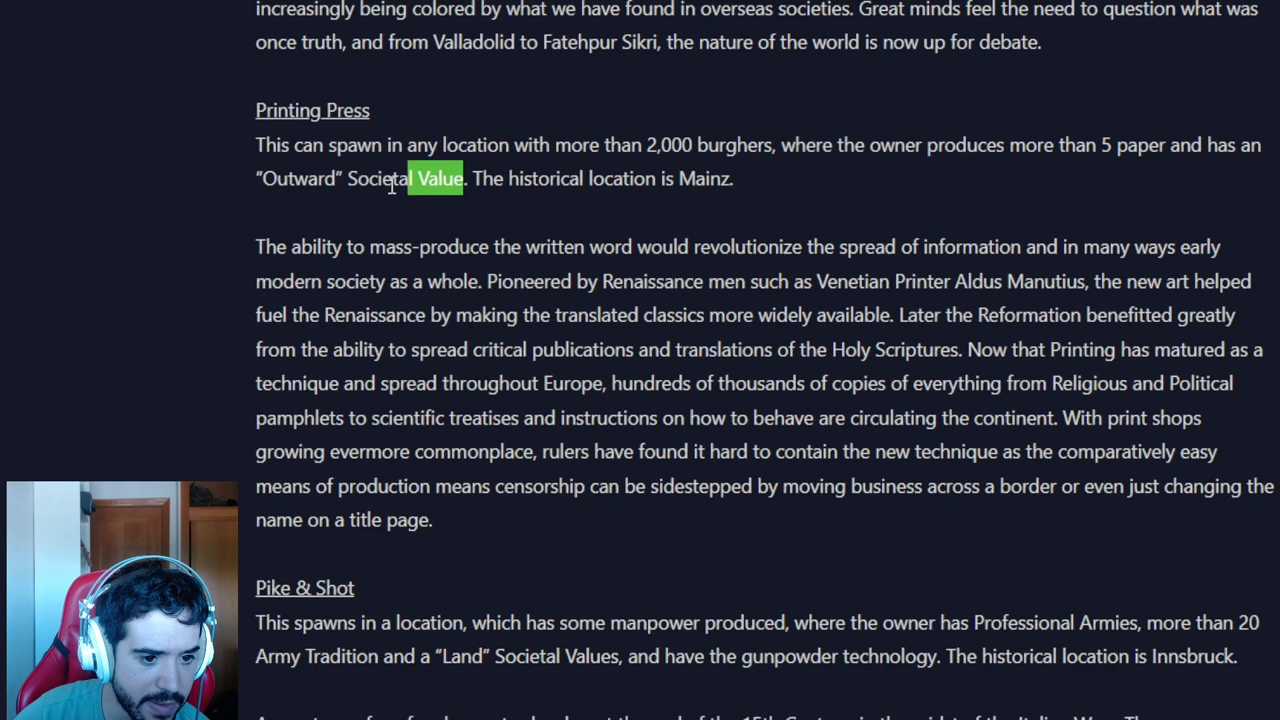 increasingly being colored by what we have found in overseas societies. Great minds feel the need to question what was
once truth, and from Valladolid to Fatehpur Sikri, the nature of the world is now up for debate.
Printing Press
This can spawn in any location with more than 2,000 burghers, where the owner produces more than 5 paper and has an
“Outward” Societal Value. The historical location is Mainz.
The ability to mass-produce the written word would revolutionize the spread of information and in many ways early
modern society as a whole. Pioneered by Renaissance men such as Venetian Printer Aldus Manutius, the new art helped
fuel the Renaissance by making the translated classics more widely available. Later the Reformation benefitted greatly
from the ability to spread critical publications and translations of the Holy Scriptures. Now that Printing has matured as a
technique and spread throughout Europe, hundreds of thousands of copies of everything from Religious and Political
pamphlets to scientific treatises and instructions on how to behave are circulating the continent. With print shops
growing evermore commonplace, rulers have found it hard to contain the new technique as the comparatively easy
means of production means censorship can be sidestepped by moving business across a border or even just changing the
name on a title page.
Pike & Shot
This spawns in a location, which has some manpower produced, where the owner has Professional Armies, more than 20
Army Tradition and a “Land” Societal Values, and have the gunpowder technology. The historical location is Innsbruck.